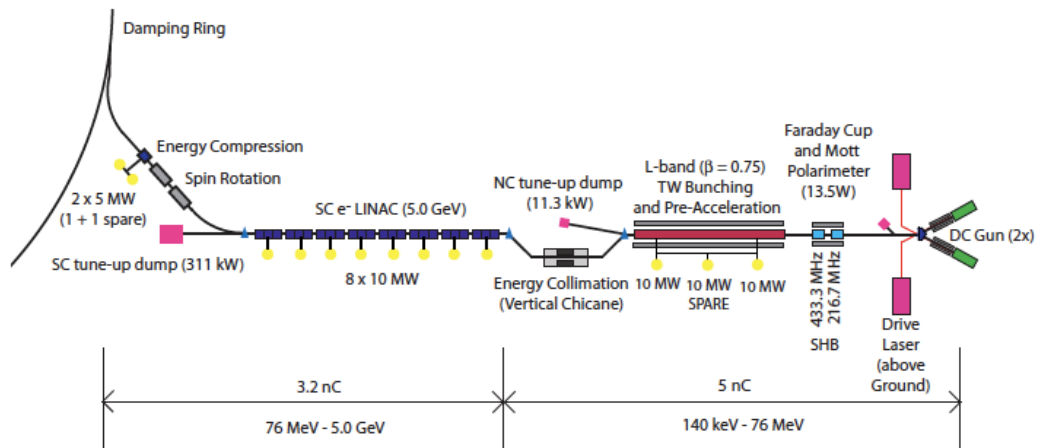 Damping Ring
Energy Compression
Spin Rotation
2 x 5 MW
(1 + 1 spare)
SC tune-up dump (311 kW)
SC e⁻ LINAC (5.0 GeV)
8 x 10 MW
NC tune-up dump
(11.3 kW)
Energy Collimation
(Vertical Chicane)
L-band (β = 0.75)
TW Bunching
and Pre-Acceleration
10 MW
10 MW
SPARE
10 MW
Faraday Cup
and Mott
Polarimeter
(13.5W)
433.3 MHz
216.7 MHz
SHB
DC Gun (2x)
Drive
Laser
(above
Ground)
3.2 nC
5 nC
76 MeV - 5.0 GeV
140 keV - 76 MeV